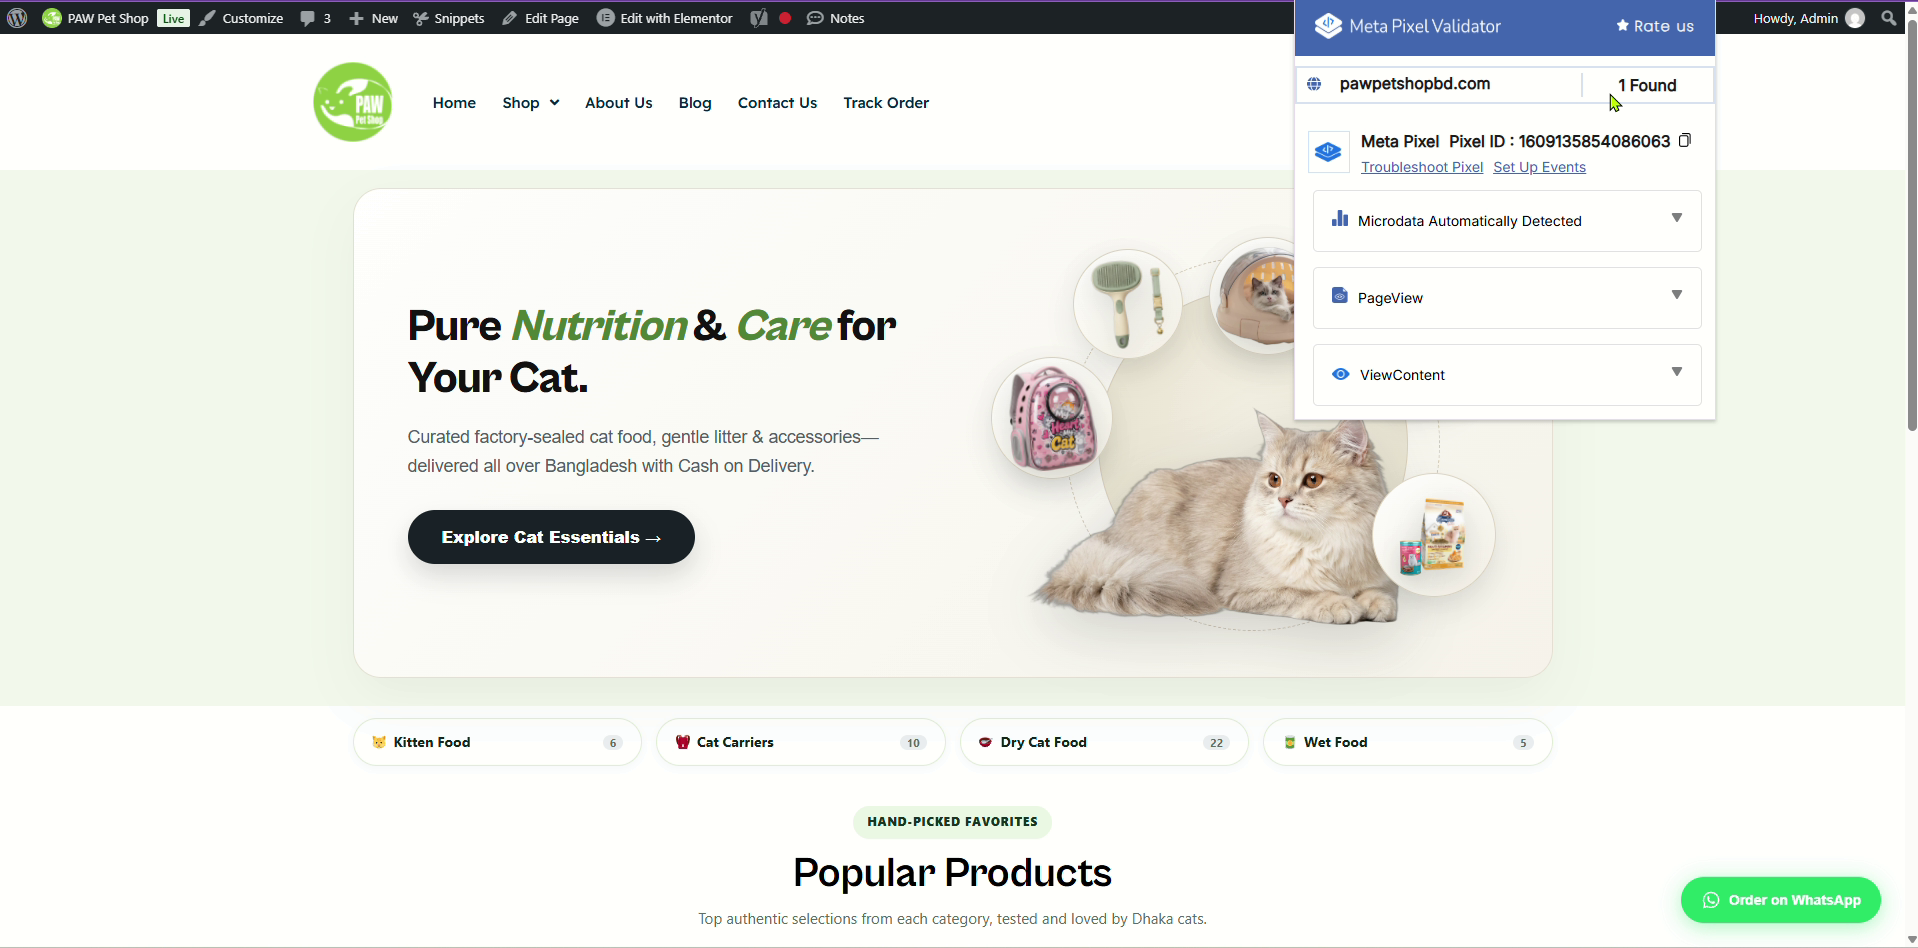 PAW Pet Shop Live Customize 3 New Snippets Edit Page Edit with Elementor Notes Howdy, Admin
Meta Pixel Validator Rate us
pawpetshopbd.com 1 Found
Meta Pixel Pixel ID : 1609135854086063
Troubleshoot Pixel Set Up Events
Microdata Automatically Detected
PageView
ViewContent
PAW
Pet Shop
Home Shop About Us Blog Contact Us Track Order
Pure Nutrition & Care for
Your Cat.
Curated factory-sealed cat food, gentle litter & accessories—
delivered all over Bangladesh with Cash on Delivery.
Explore Cat Essentials →
Heart
Cat
Kitten Food 6 Cat Carriers 10 Dry Cat Food 22 Wet Food 5
HAND-PICKED FAVORITES
Popular Products
Top authentic selections from each category, tested and loved by Dhaka cats.
Order on WhatsApp